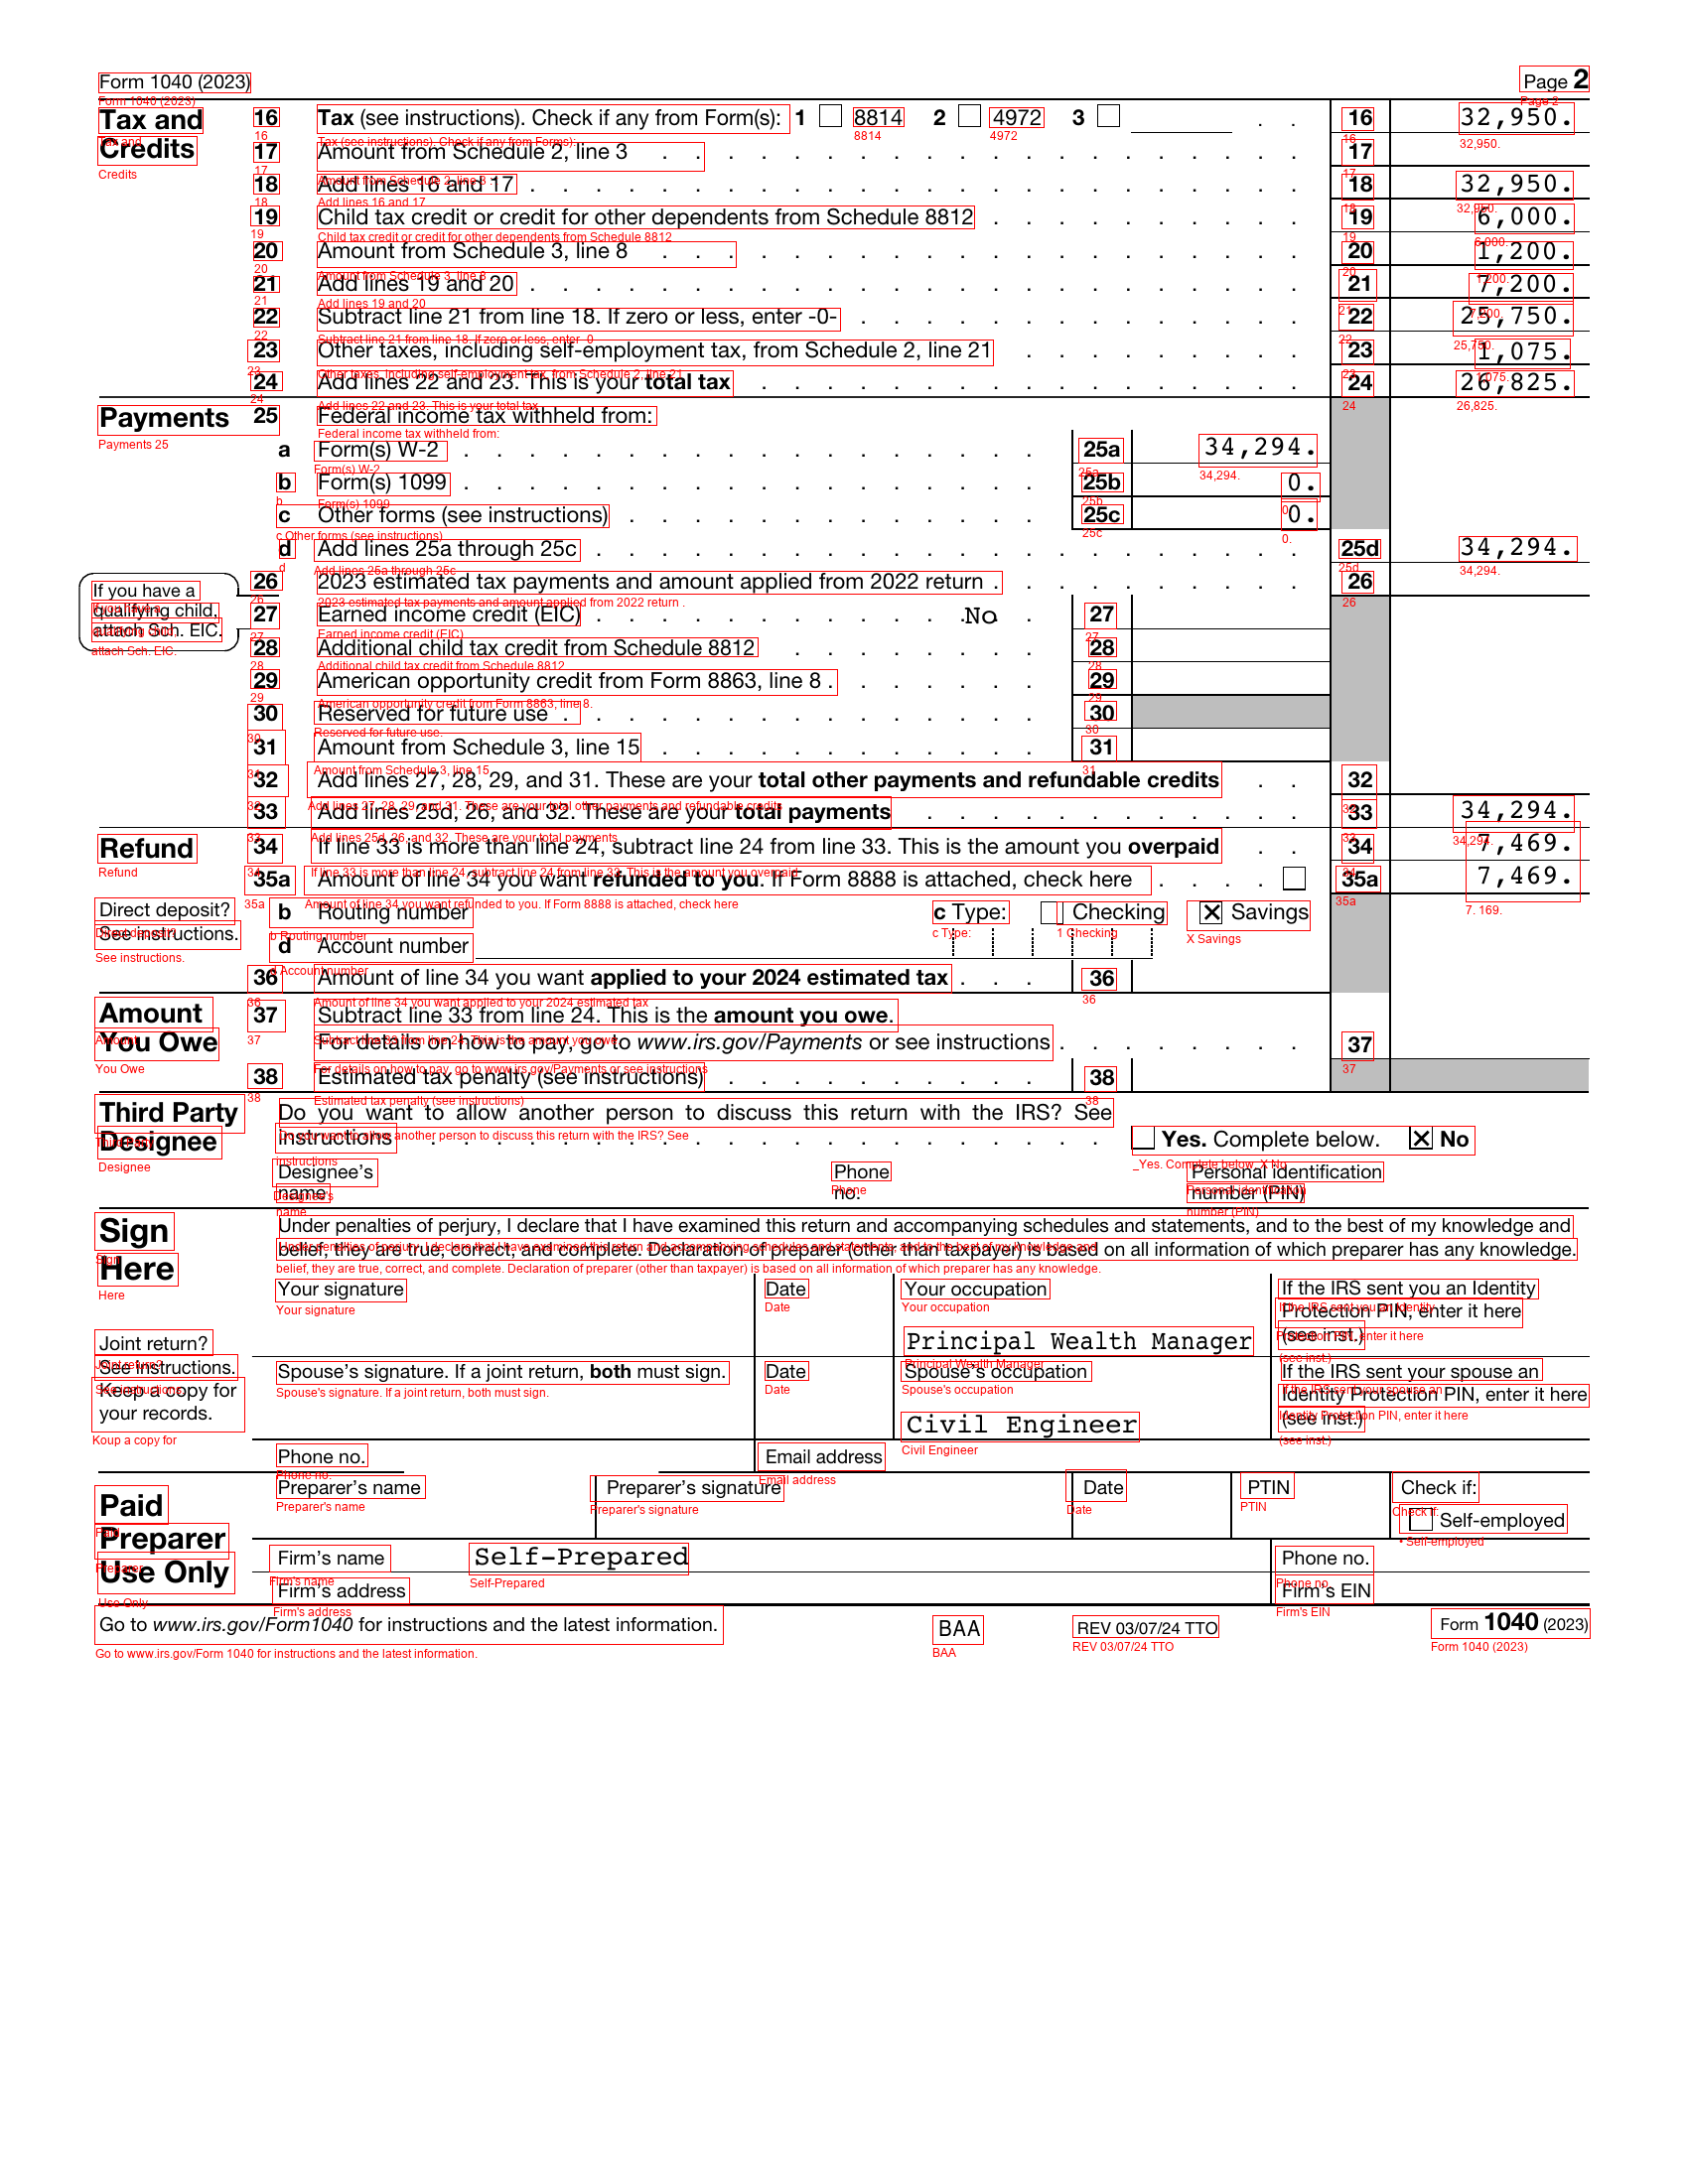 Form 1040 (2023) Page 2
Tax and Credits
16 Tax (see instructions). Check if any from Form(s): 1 8814 2 4972 3 . . 16 32,950.
17 Amount from Schedule 2, line 3 17
18 Add lines 16 and 17 18 32,950.
19 Child tax credit or credit for other dependents from Schedule 8812 19 6,000.
20 Amount from Schedule 3, line 8 20 1,200.
21 Add lines 19 and 20 21 7,200.
22 Subtract line 21 from line 18. If zero or less, enter -0- 22 25,750.
23 Other taxes, including self-employment tax, from Schedule 2, line 21 23 1,075.
24 Add lines 22 and 23. This is your total tax 24 26,825.
Payments 25 Federal income tax withheld from:
a Form(s) W-2 25a 34,294.
b Form(s) 1099 25b 0.
c Other forms (see instructions) 25c 0.
d Add lines 25a through 25c 25d 34,294.
If you have a
qualifying child,
attach Sch. EIC.
26 2023 estimated tax payments and amount applied from 2022 return 26
27 Earned income credit (EIC) No 27
28 Additional child tax credit from Schedule 8812 28
29 American opportunity credit from Form 8863, line 8 29
30 Reserved for future use 30
31 Amount from Schedule 3, line 15 31
32 Add lines 27, 28, 29, and 31. These are your total other payments and refundable credits 32
33 Add lines 25d, 26, and 32. These are your total payments 33 34,294.
Refund 34 If line 33 is more than line 24, subtract line 24 from line 33. This is the amount you overpaid 34 7,469.
35a Amount of line 34 you want refunded to you. If Form 8888 is attached, check here 35a 7,469.
Direct deposit?
See instructions.
b Routing number c Type: Checking X Savings
d Account number
36 Amount of line 34 you want applied to your 2024 estimated tax 36
Amount
You Owe
37 Subtract line 33 from line 24. This is the amount you owe.
For details on how to pay, go to www.irs.gov/Payments or see instructions 37
38 Estimated tax penalty (see instructions) 38
Third Party
Designee
Do you want to allow another person to discuss this return with the IRS? See
instructions Yes. Complete below. X No
Designee's name
Phone no.
Personal identification number (PIN)
Sign
Here
Under penalties of perjury, I declare that I have examined this return and accompanying schedules and statements, and to the best of my knowledge and
belief, they are true, correct, and complete. Declaration of preparer (other than taxpayer) is based on all information of which preparer has any knowledge.
Joint return?
See instructions.
Keep a copy for
your records.
Your signature
Date
Your occupation
Principal Wealth Manager
If the IRS sent you an Identity
Protection PIN, enter it here
(see inst.)
Spouse's signature. If a joint return, both must sign.
Date
Spouse's occupation
Civil Engineer
If the IRS sent your spouse an
Identity Protection PIN, enter it here
(see inst.)
Phone no. Email address
Paid
Preparer
Use Only
Preparer's name Preparer's signature Date PTIN Check if:
Self-employed
Firm's name Self-Prepared Phone no.
Firm's address Firm's EIN
Go to www.irs.gov/Form1040 for instructions and the latest information. BAA REV 03/07/24 TTO Form 1040 (2023)